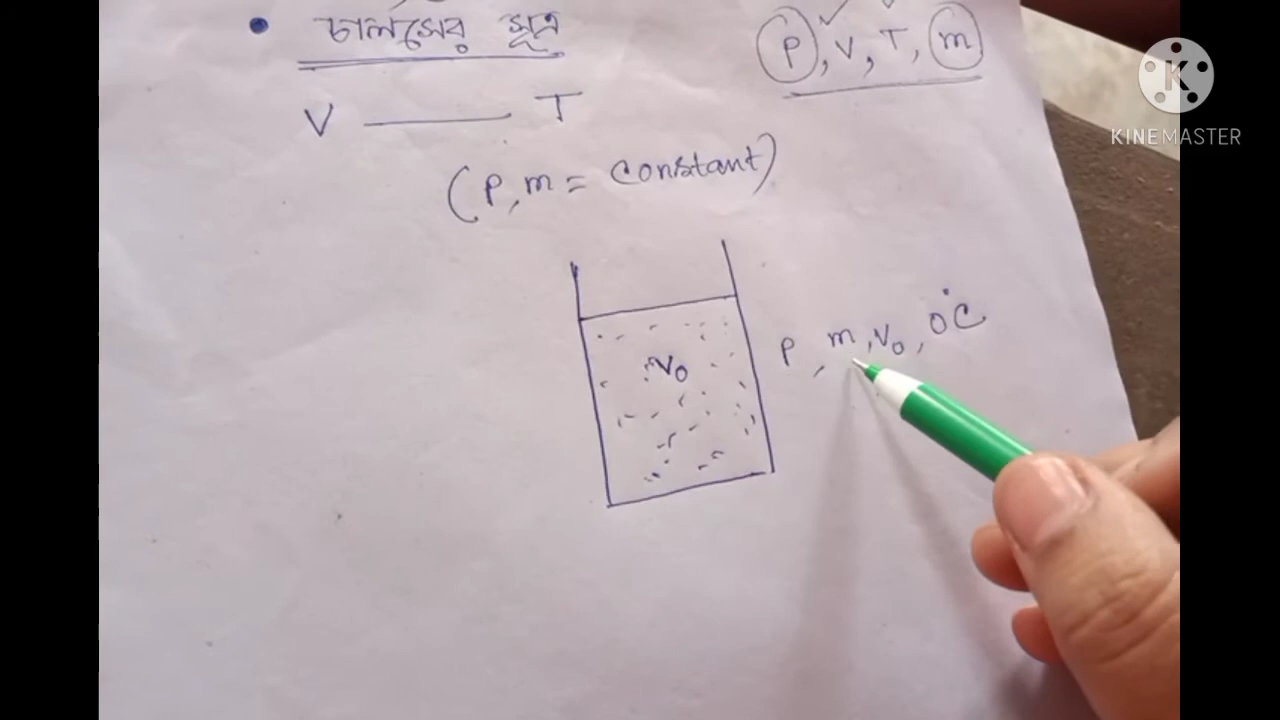 • চার্লসের সূত্র
P, V, T, m
V —— T
(P, m = constant)
V₀
P, m, V₀, 0°C
K
KINEMASTER